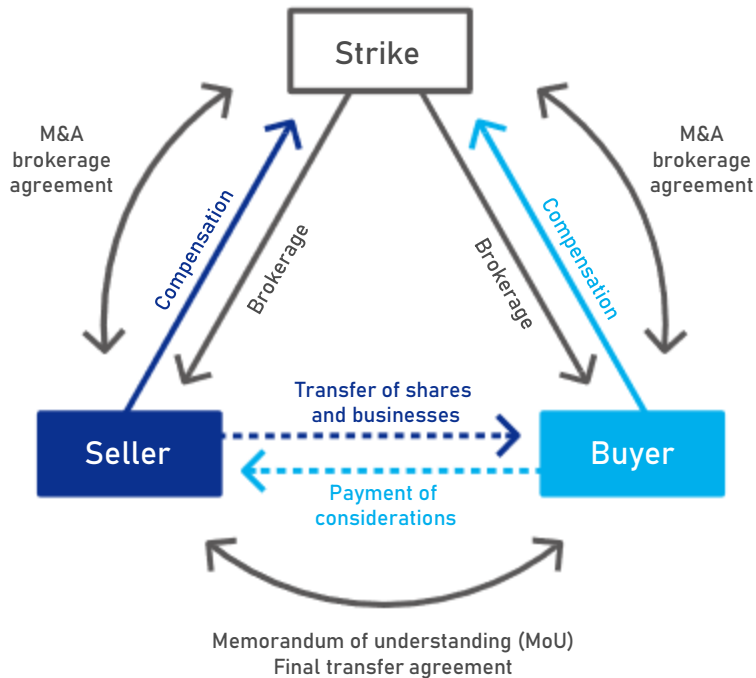 Strike
M&A
brokerage
agreement
M&A
brokerage
agreement
Compensation
Brokerage
Brokerage
Compensation
Transfer of shares
and businesses
Seller
Buyer
Payment of
considerations
Memorandum of understanding (MoU)
Final transfer agreement